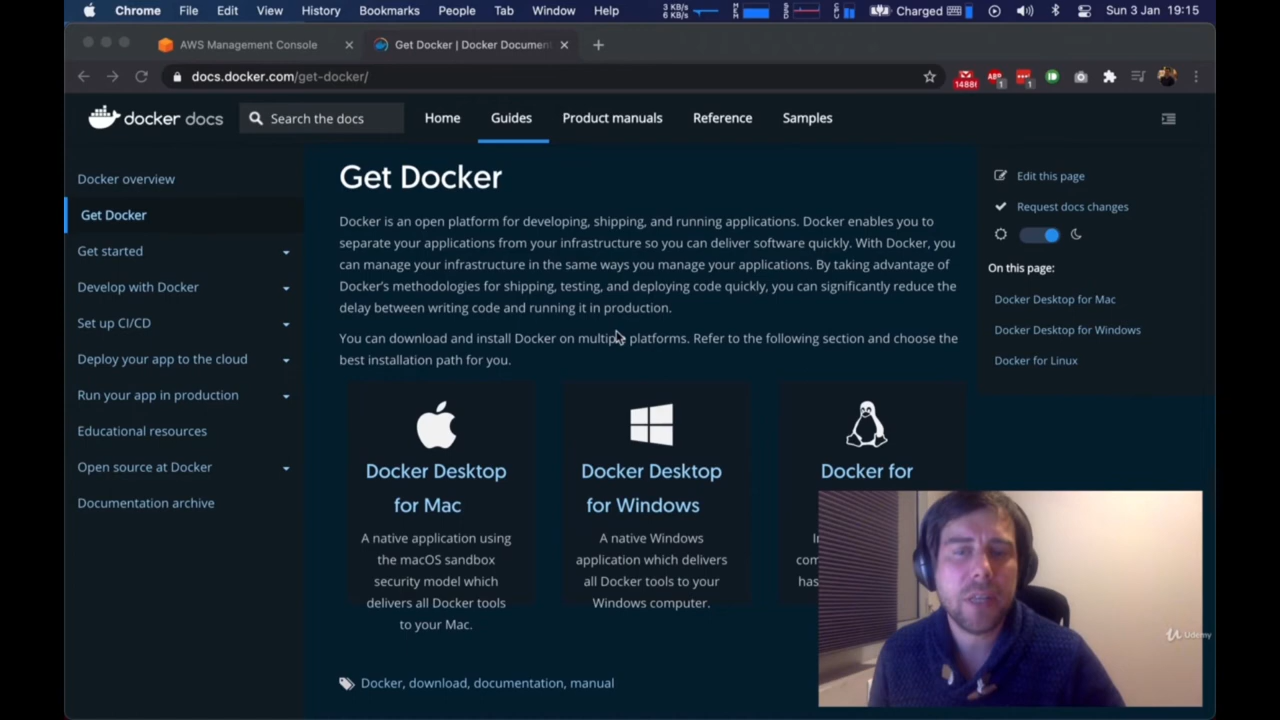 Chrome File Edit View History Bookmarks People Tab Window Help 3 KB/s 6 KB/s Charged Sun 3 Jan 19:15
AWS Management Console Get Docker | Docker Document
docs.docker.com/get-docker/ 1 1
docker docs Search the docs Home Guides Product manuals Reference Samples
Docker overview
Get Docker
Get started
Develop with Docker
Set up CI/CD
Deploy your app to the cloud
Run your app in production
Educational resources
Open source at Docker
Documentation archive
Get Docker
Docker is an open platform for developing, shipping, and running applications. Docker enables you to
separate your applications from your infrastructure so you can deliver software quickly. With Docker, you
can manage your infrastructure in the same ways you manage your applications. By taking advantage of
Docker's methodologies for shipping, testing, and deploying code quickly, you can significantly reduce the
delay between writing code and running it in production.
You can download and install Docker on multiple platforms. Refer to the following section and choose the
best installation path for you.
Docker Desktop
for Mac
A native application using
the macOS sandbox
security model which
delivers all Docker tools
to your Mac.
Docker Desktop
for Windows
A native Windows
application which delivers
all Docker tools to your
Windows computer.
Docker for
In
com
has
Docker, download, documentation, manual
Edit this page
Request docs changes
On this page:
Docker Desktop for Mac
Docker Desktop for Windows
Docker for Linux
Udemy